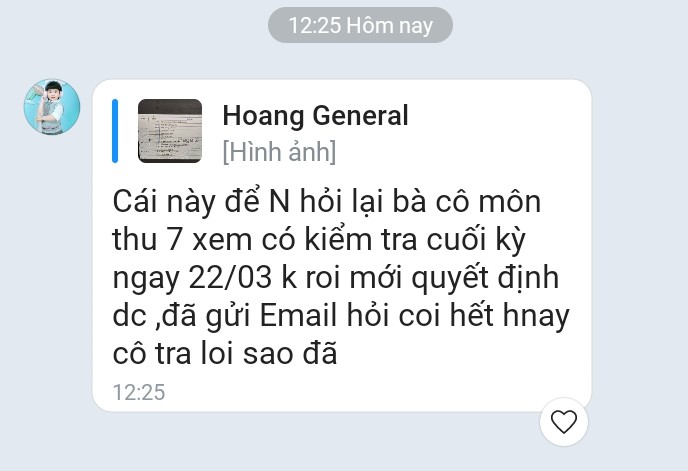 12:25 Hôm nay
Hoang General
[Hình ảnh]
Cái này để N hỏi lại bà cô môn
thu 7 xem có kiểm tra cuối kỳ
ngay 22/03 k roi mới quyết định
dc ,đã gửi Email hỏi coi hết hnay
cô tra loi sao đã
12:25